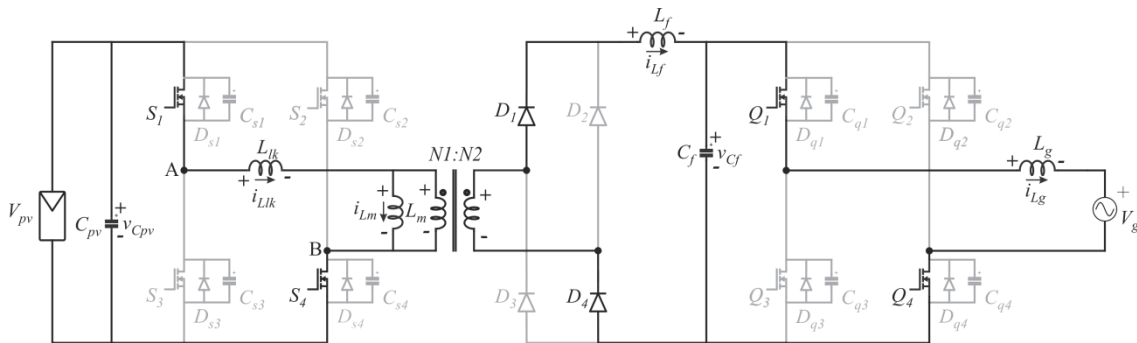 L_f
+ -
i_Lf
S_1
C_s1
D_s1
S_2
C_s2
D_s2
D_1
D_2
Q_1
C_q1
D_q1
Q_2
C_q2
D_q2
A
L_lk
+ -
i_Llk
N1:N2
i_Lm
+
-
L_m
+
-
+
-
C_f
+
v_Cf
-
L_g
+ -
i_Lg
+
V_g
V_pv
C_pv
+
v_Cpv
-
B
S_3
C_s3
D_s3
S_4
C_s4
D_s4
D_3
D_4
Q_3
C_q3
D_q3
Q_4
C_q4
D_q4